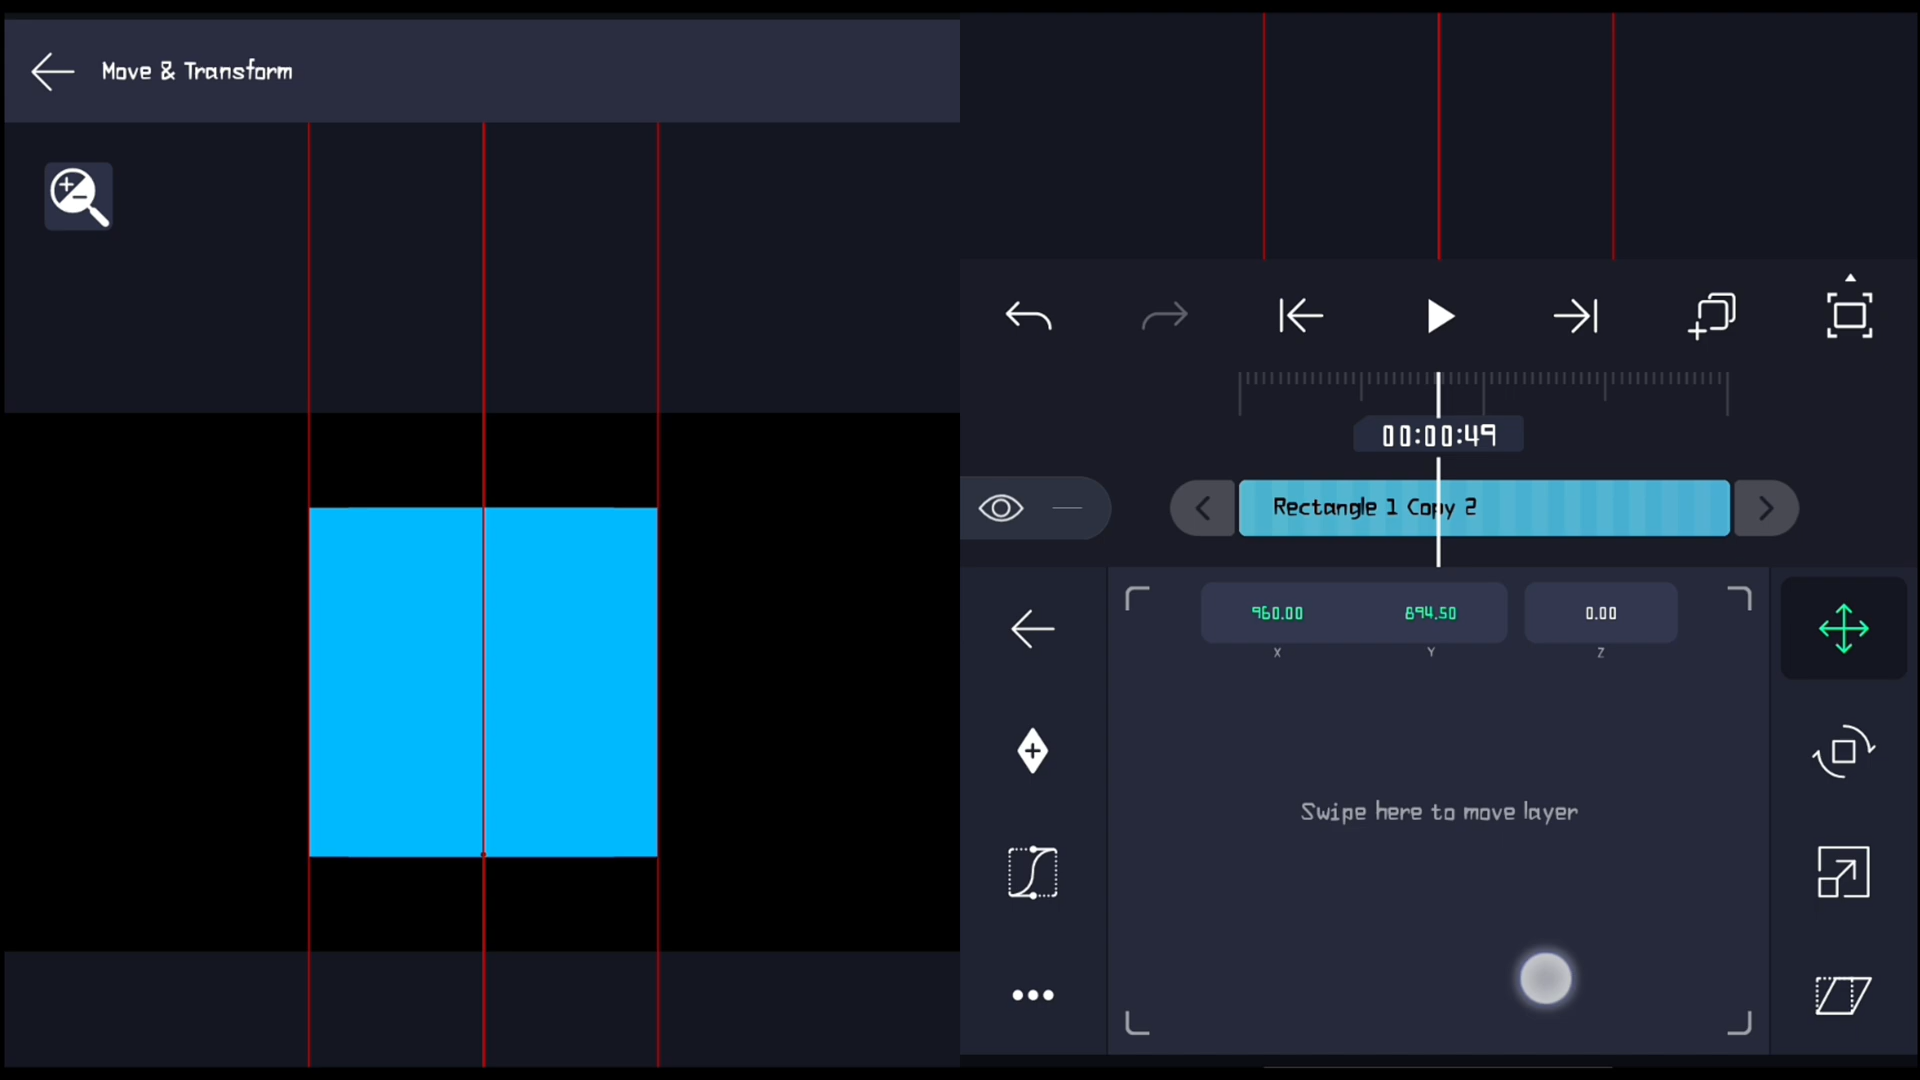 Move & Transform
00:00:49
Rectangle 1 Copy 2
960.00 894.50 0.00
X Y Z
Swipe here to move layer